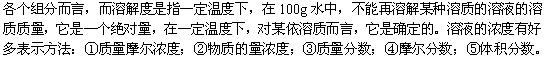 各个组分而言，而溶解度是指一定温度下，在100g水中，不能再溶解某种溶质的溶液的溶
质质量，它是一个绝对量，在一定温度下，对某依溶质而言，它是确定的。溶液的浓度有好
多表示方法：①质量摩尔浓度；②物质的量浓度；③质量分数；④摩尔分数；⑤体积分数。